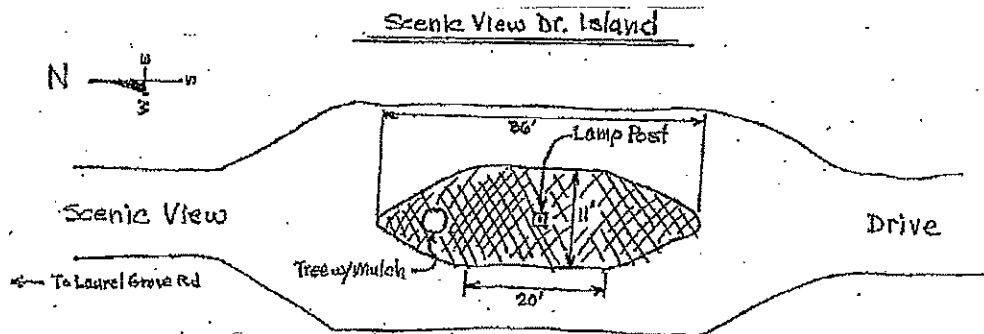 Scenic View Dr. Island
N
E
S
W
36'
Lamp Post
Scenic View
11'
Drive
Tree w/Mulch
To Laurel Grove Rd
20'